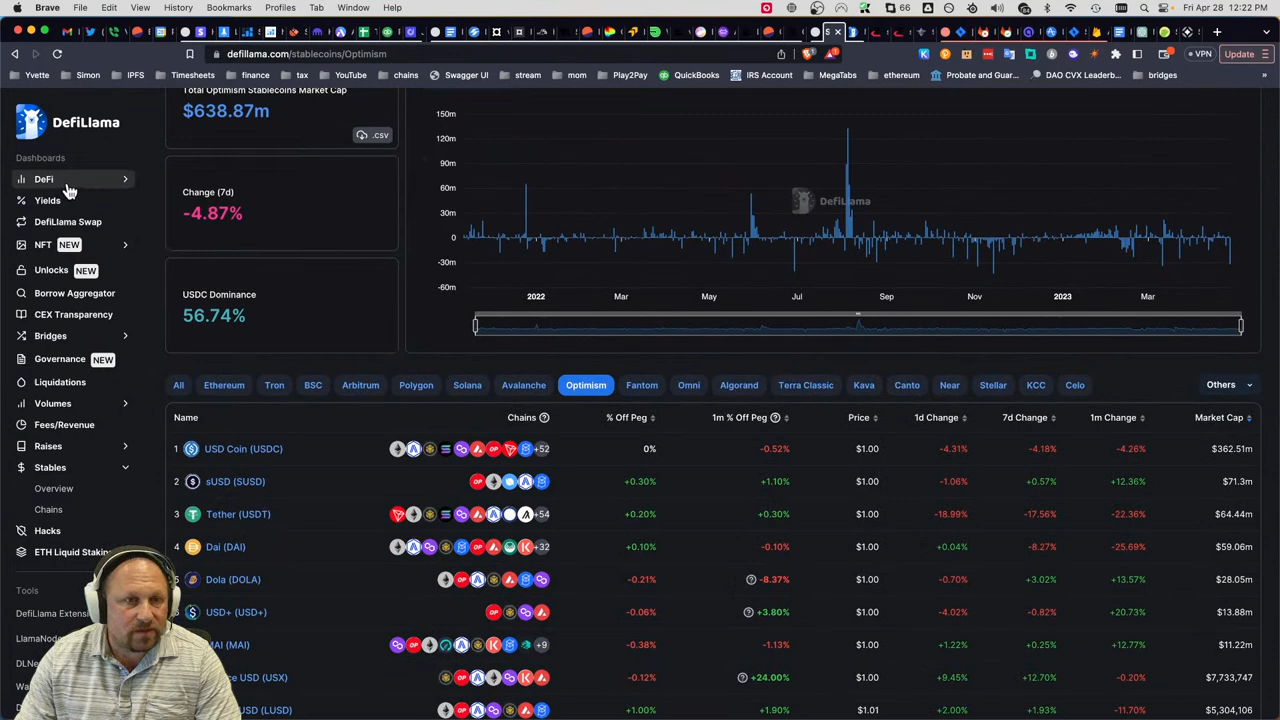 Brave File Edit View History Bookmarks Profiles Tab Window Help 66 Fri Apr 28 12:22 PM
defillama.com/stablecoins/Optimism VPN Update
Yvette Simon IPFS Timesheets finance tax YouTube chains Swagger UI stream mom Play2Pay QuickBooks IRS Account MegaTabs ethereum Probate and Guar... DAO CVX Leaderb... bridges »
DefiLlama
Dashboards
DeFi
Yields
DefiLlama Swap
NFT NEW
Unlocks NEW
Borrow Aggregator
CEX Transparency
Bridges
Governance NEW
Liquidations
Volumes
Fees/Revenue
Raises
Stables
Overview
Chains
Hacks
ETH Liquid Stakin
Tools
DefiLlama Extens
LlamaNod
DLNe
Wa
Total Optimism Stablecoins Market Cap
$638.87m
.csv
Change (7d)
-4.87%
USDC Dominance
56.74%
150m
120m
90m
60m
30m
0
-30m
-60m
DefiLlama
2022 Mar May Jul Sep Nov 2023 Mar
All Ethereum Tron BSC Arbitrum Polygon Solana Avalanche Optimism Fantom Omni Algorand Terra Classic Kava Canto Near Stellar KCC Celo Others
Name Chains % Off Peg 1m % Off Peg Price 1d Change 7d Change 1m Change Market Cap
1 USD Coin (USDC) +52 0% -0.52% $1.00 -4.31% -4.18% -4.26% $362.51m
2 sUSD (SUSD) +0.30% +1.10% $1.00 -1.06% +0.57% +12.36% $71.3m
3 Tether (USDT) +54 +0.20% +0.30% $1.00 -18.99% -17.56% -22.36% $64.44m
4 Dai (DAI) +32 +0.10% -0.10% $1.00 +0.04% -8.27% -25.69% $59.06m
Dola (DOLA) -0.21% -8.37% $1.00 -0.70% +3.02% +13.57% $28.05m
USD+ (USD+) -0.06% +3.80% $1.00 -4.02% -0.82% +20.73% $13.88m
MAI (MAI) +9 -0.38% -1.13% $1.00 +1.22% +0.25% +12.77% $11.22m
USD (USX) -0.12% +24.00% $1.00 +9.45% +12.70% -0.20% $7,733,747
USD (LUSD) +1.00% +1.90% $1.01 +2.00% +1.93% -11.70% $5,304,106